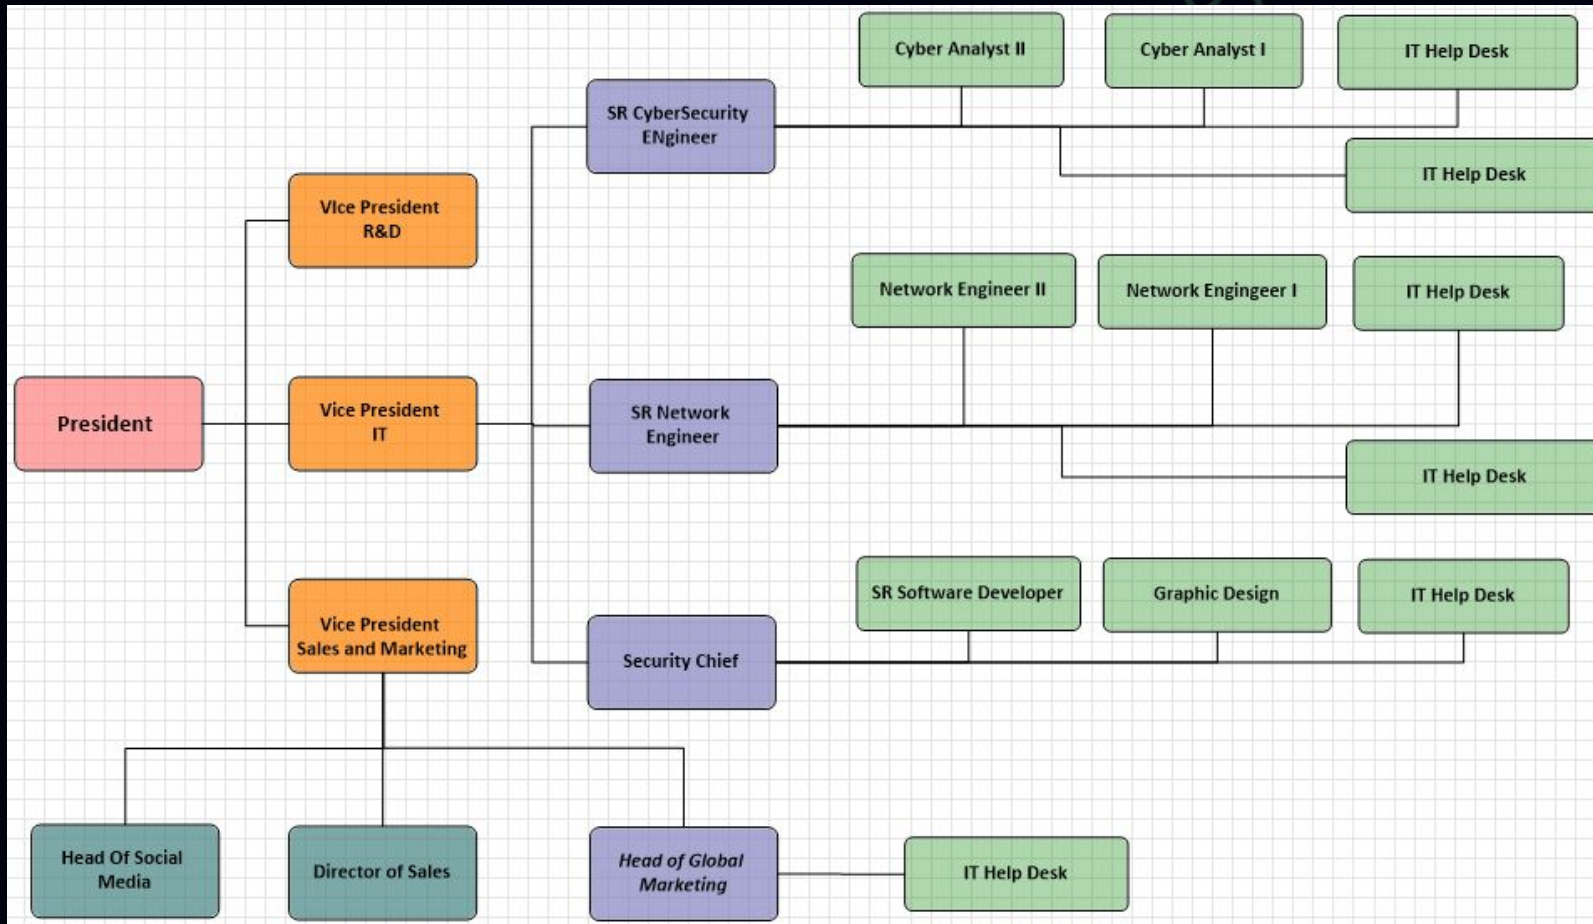 Cyber Analyst II
Cyber Analyst I
IT Help Desk
SR CyberSecurity
ENgineer
IT Help Desk
VIce President
R&D
Network Engineer II
Network Engingeer I
IT Help Desk
President
Vice President
IT
SR Network
Engineer
IT Help Desk
SR Software Developer
Graphic Design
IT Help Desk
Vice President
Sales and Marketing
Security Chief
Head Of Social
Media
Director of Sales
Head of Global
Marketing
IT Help Desk